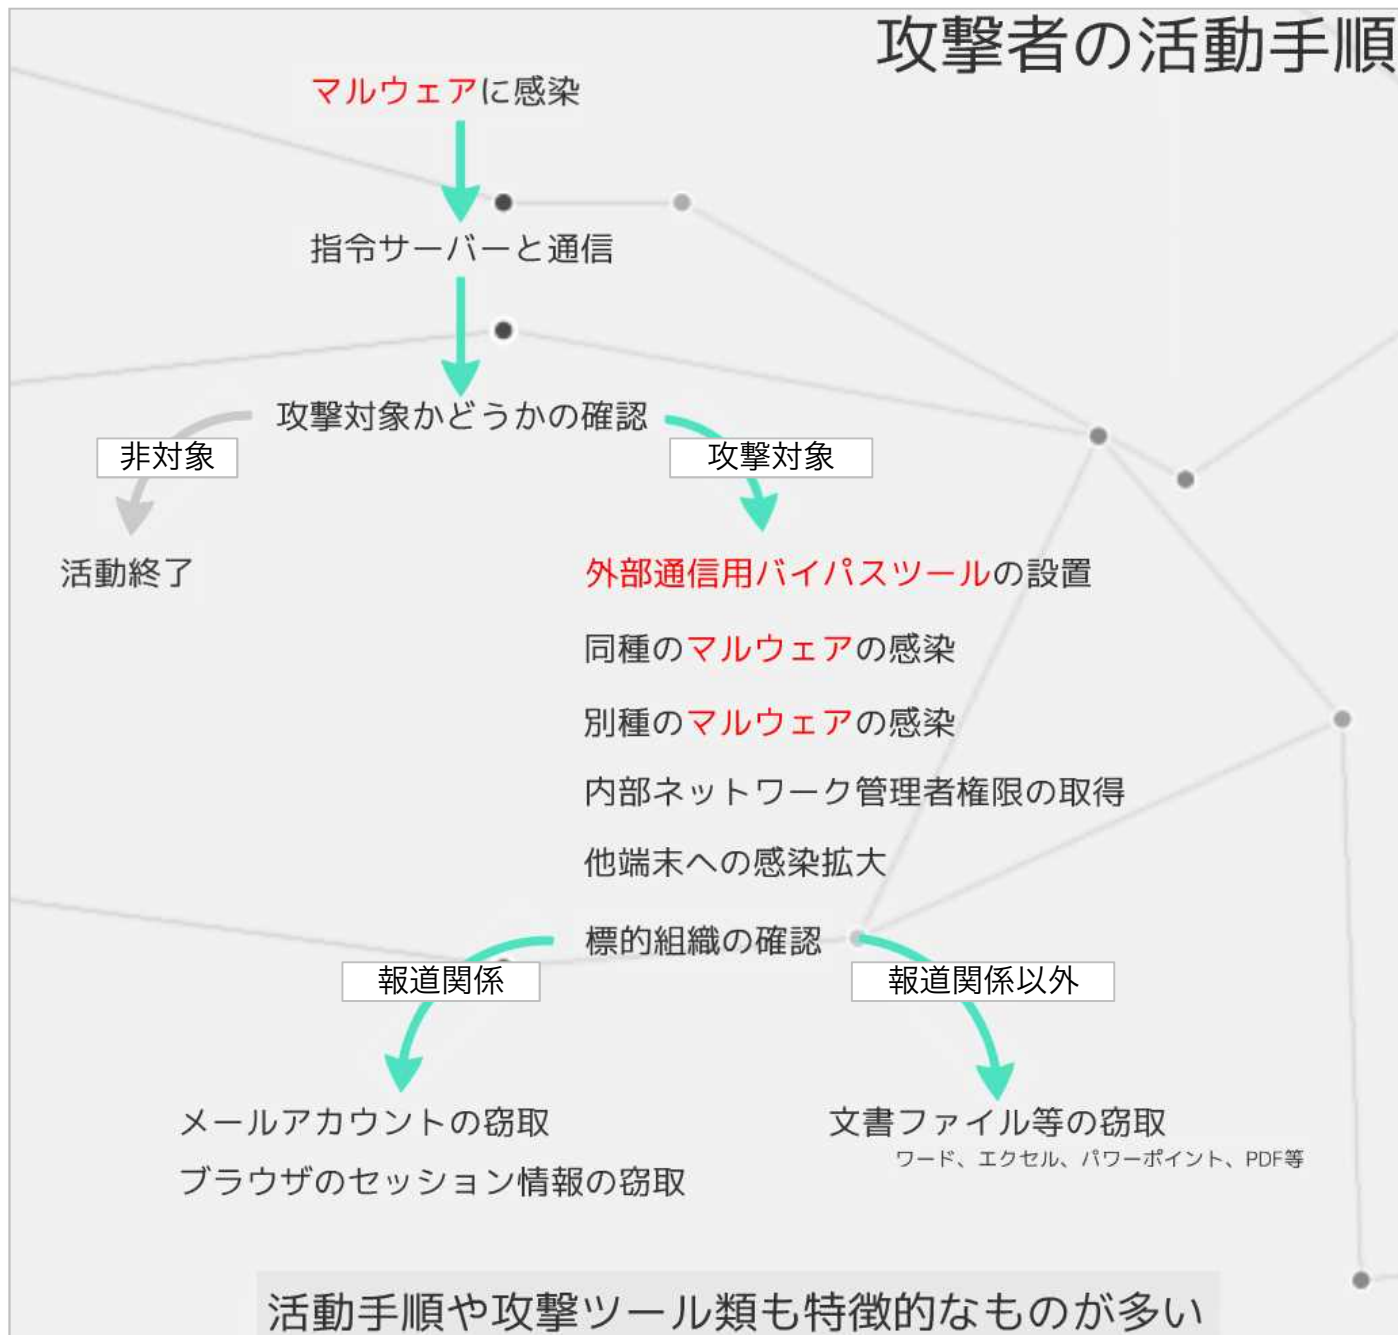 攻撃者の活動手順
マルウェアに感染
指令サーバーと通信
攻撃対象かどうかの確認
非対象
攻撃対象
活動終了
外部通信用バイパスツールの設置
同種のマルウェアの感染
別種のマルウェアの感染
内部ネットワーク管理者権限の取得
他端末への感染拡大
標的組織の確認
報道関係
報道関係以外
メールアカウントの窃取
ブラウザのセッション情報の窃取
文書ファイル等の窃取
ワード、エクセル、パワーポイント、PDF等
活動手順や攻撃ツール類も特徴的なものが多い